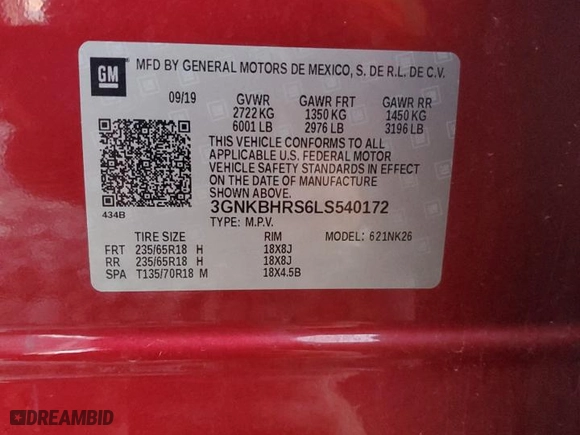 GM
MFD BY GENERAL MOTORS DE MEXICO, S. DE R.L. DE C.V.
09/19 GVWR GAWR FRT GAWR RR
2722 KG 1350 KG 1450 KG
6001 LB 2976 LB 3196 LB
THIS VEHICLE CONFORMS TO ALL
APPLICABLE U.S. FEDERAL MOTOR
VEHICLE SAFETY STANDARDS IN EFFECT
ON THE DATE OF MANUFACTURE
SHOWN ABOVE.
434B 3GNKBHRS6LS540172
TYPE: M.P.V.
TIRE SIZE RIM MODEL: 621NK26
FRT 235/65R18 H 18X8J
RR 235/65R18 H 18X8J
SPA T135/70R18 M 18X4.5B
DREAMBID